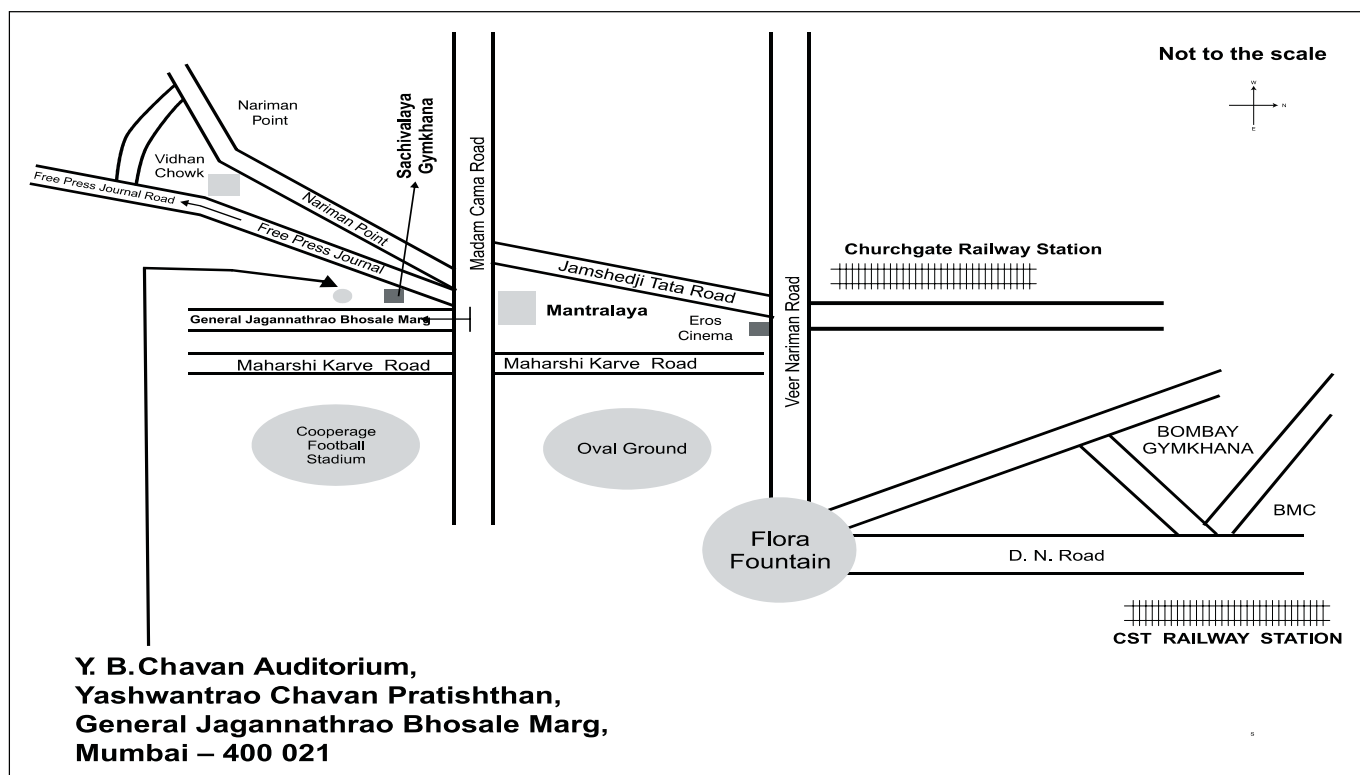 Not to the scale
W
N
E
Nariman
Point
Sachivalaya
Gymkhana
Madam Cama Road
Vidhan
Chowk
Free Press Journal Road
Nariman Point
Free Press Journal
Jamshedji Tata Road
Veer Nariman Road
Churchgate Railway Station
General Jagannathrao Bhosale Marg
Mantralaya
Eros
Cinema
Maharshi Karve Road
Maharshi Karve Road
Cooperage
Football
Stadium
Oval Ground
BOMBAY
GYMKHANA
BMC
Flora
Fountain
D. N. Road
CST RAILWAY STATION
Y. B.Chavan Auditorium,
Yashwantrao Chavan Pratishthan,
General Jagannathrao Bhosale Marg,
Mumbai – 400 021
S